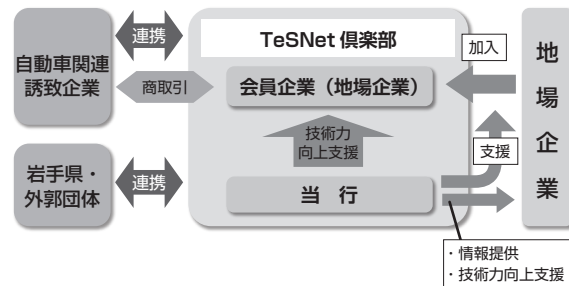 自動車関連
誘致企業
連携
商取引
TeSNet 倶楽部
会員企業（地場企業）
加入
地場企業
技術力
向上支援
支援
岩手県・
外郭団体
連携
当 行
・情報提供
・技術力向上支援